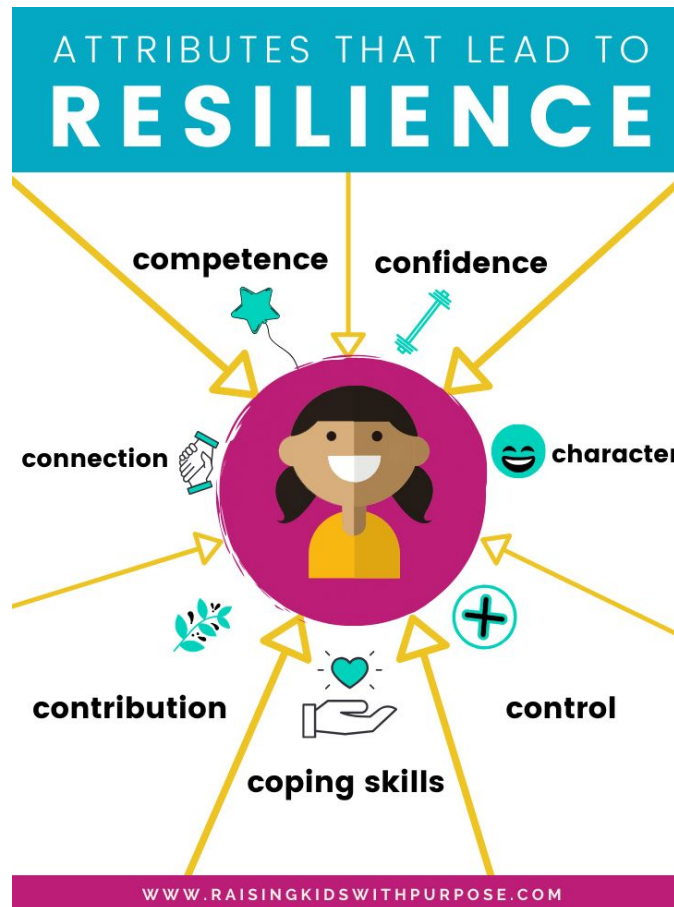 ATTRIBUTES THAT LEAD TO
RESILIENCE
competence
confidence
connection
character
contribution
control
coping skills
WWW.RAISINGKIDSWITHPURPOSE.COM